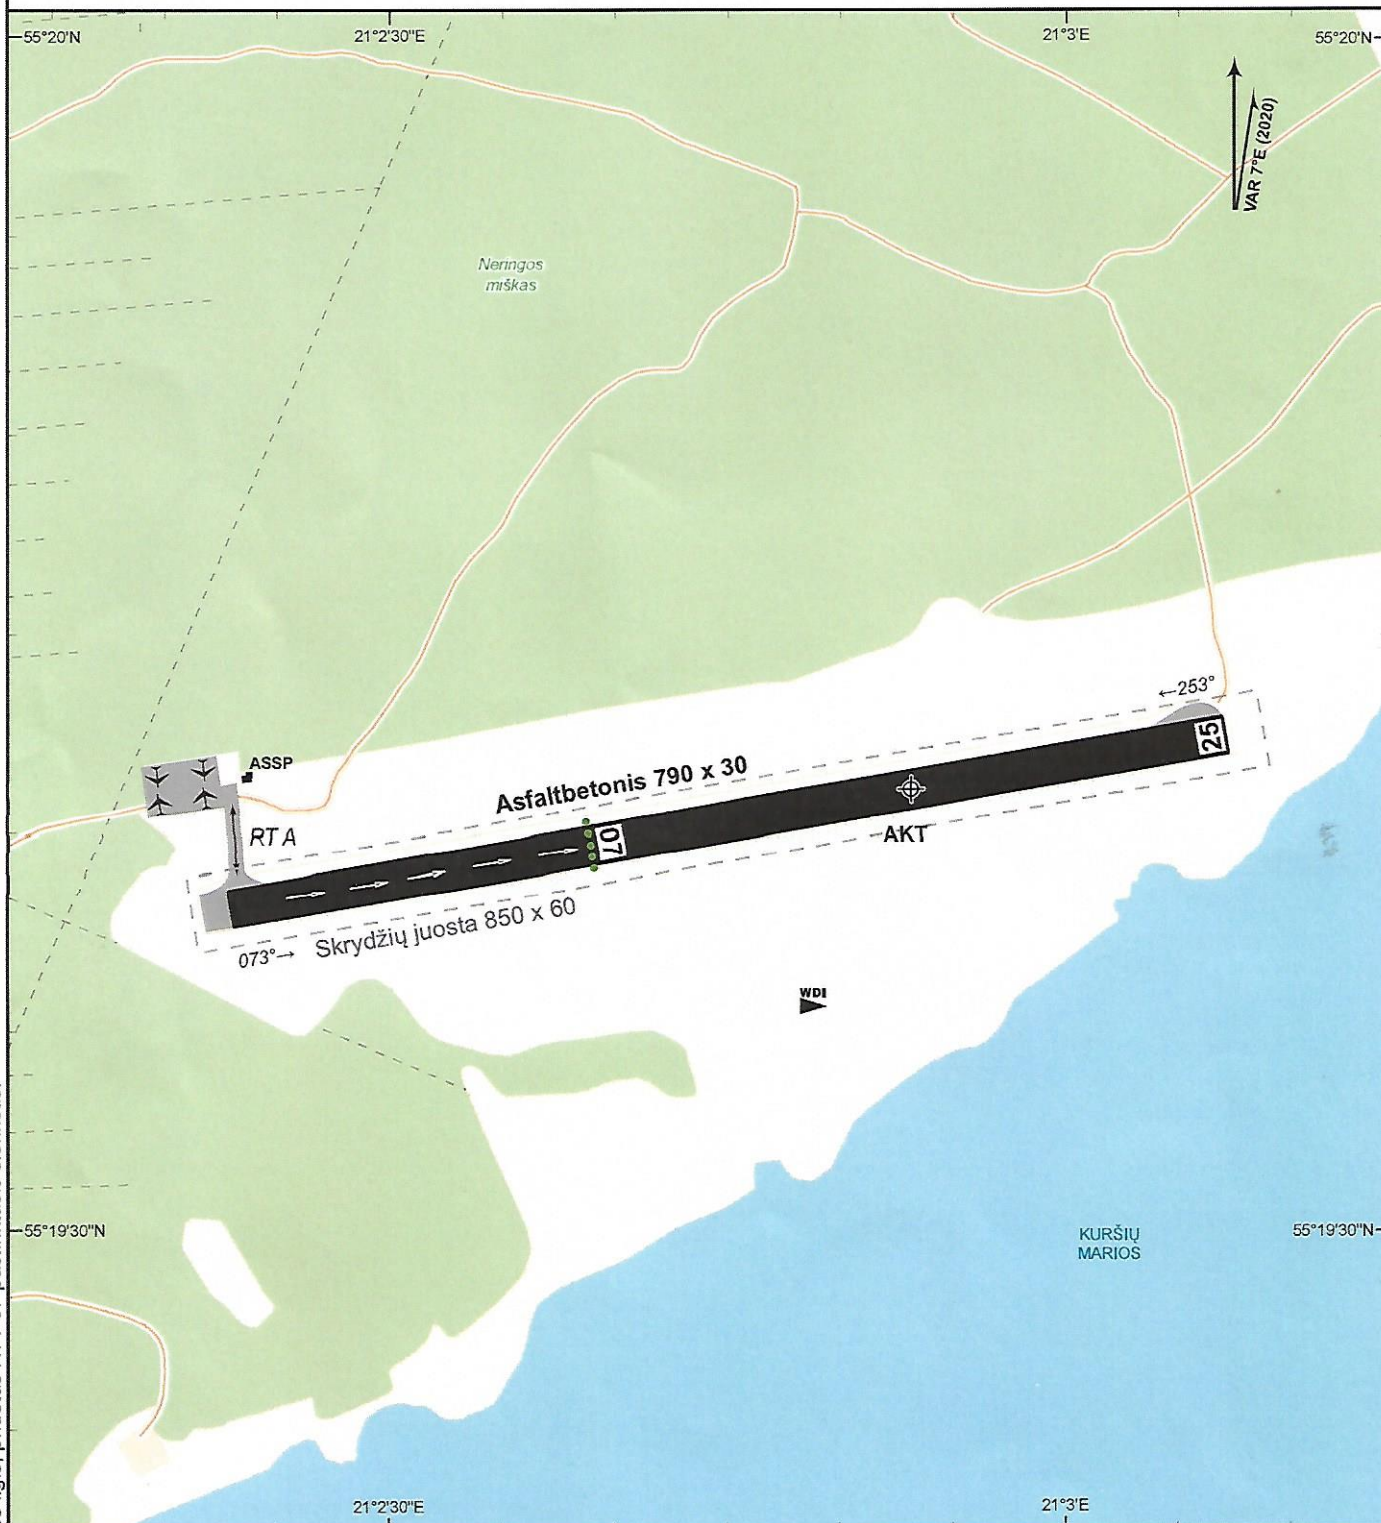 55°20'N
21°2'30"E
21°3'E
55°20'N
VAR 7°E (2020)
Neringos
miškas
←253°
25
ASSP
Asfaltbetonis 790 x 30
RTA
07
AKT
073°→ Skrydžių juosta 850 x 60
WDI
55°19'30"N
55°19'30"N
KURŠIŲ
MARIOS
21°2'30"E
21°3'E